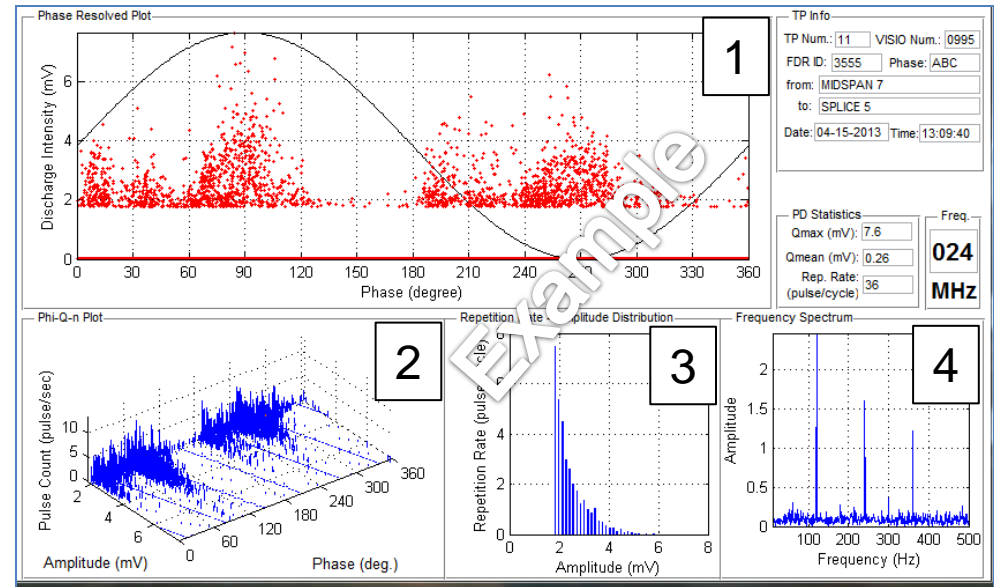 Phase Resolved Plot
1
Discharge Intensity (mV)
6
4
2
0
0 30 60 90 120 150 180 210 240 270 300 330 360
Phase (degree)
TP Info
TP Num.: 11 VISIO Num.: 0995
FDR ID: 3555 Phase: ABC
from: MIDSPAN 7
to: SPLICE 5
Date: 04-15-2013 Time: 13:09:40
PD Statistics
Qmax (mV): 7.6
Qmean (mV): 0.26
Rep. Rate: 36
(pulse/cycle)
Freq.
024
MHz
Example
Phi-Q-n Plot
2
Pulse Count (pulse/sec)
10
5
0
2
4
6
0 60 120 180 240 300 360
Amplitude (mV)
Phase (deg.)
Repetition Amplitude Distribution
3
Repetition Rate
4
2
0
0 2 4 6 8
Amplitude (mV)
Frequency Spectrum
4
Amplitude
2
1.5
1
0.5
0
100 200 300 400 500
Frequency (Hz)